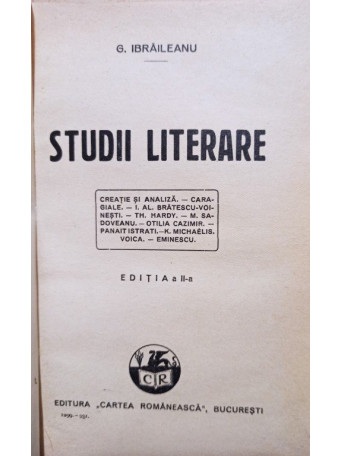 G. IBRĂILEANU
STUDII LITERARE
CREAȚIE ȘI ANALIZĂ. — CARA-
GIALE. — I. AL. BRĂTESCU-VOI-
NEȘTI. — TH. HARDY. — M. SA-
DOVEANU. — OTILIA CAZIMIR. —
PANAIT ISTRATI. — K. MICHAËLIS.
VOICA. — EMINESCU.
EDIȚIA a II-a
C R
EDITURA „CARTEA ROMÂNEASCĂ”, BUCUREȘTI